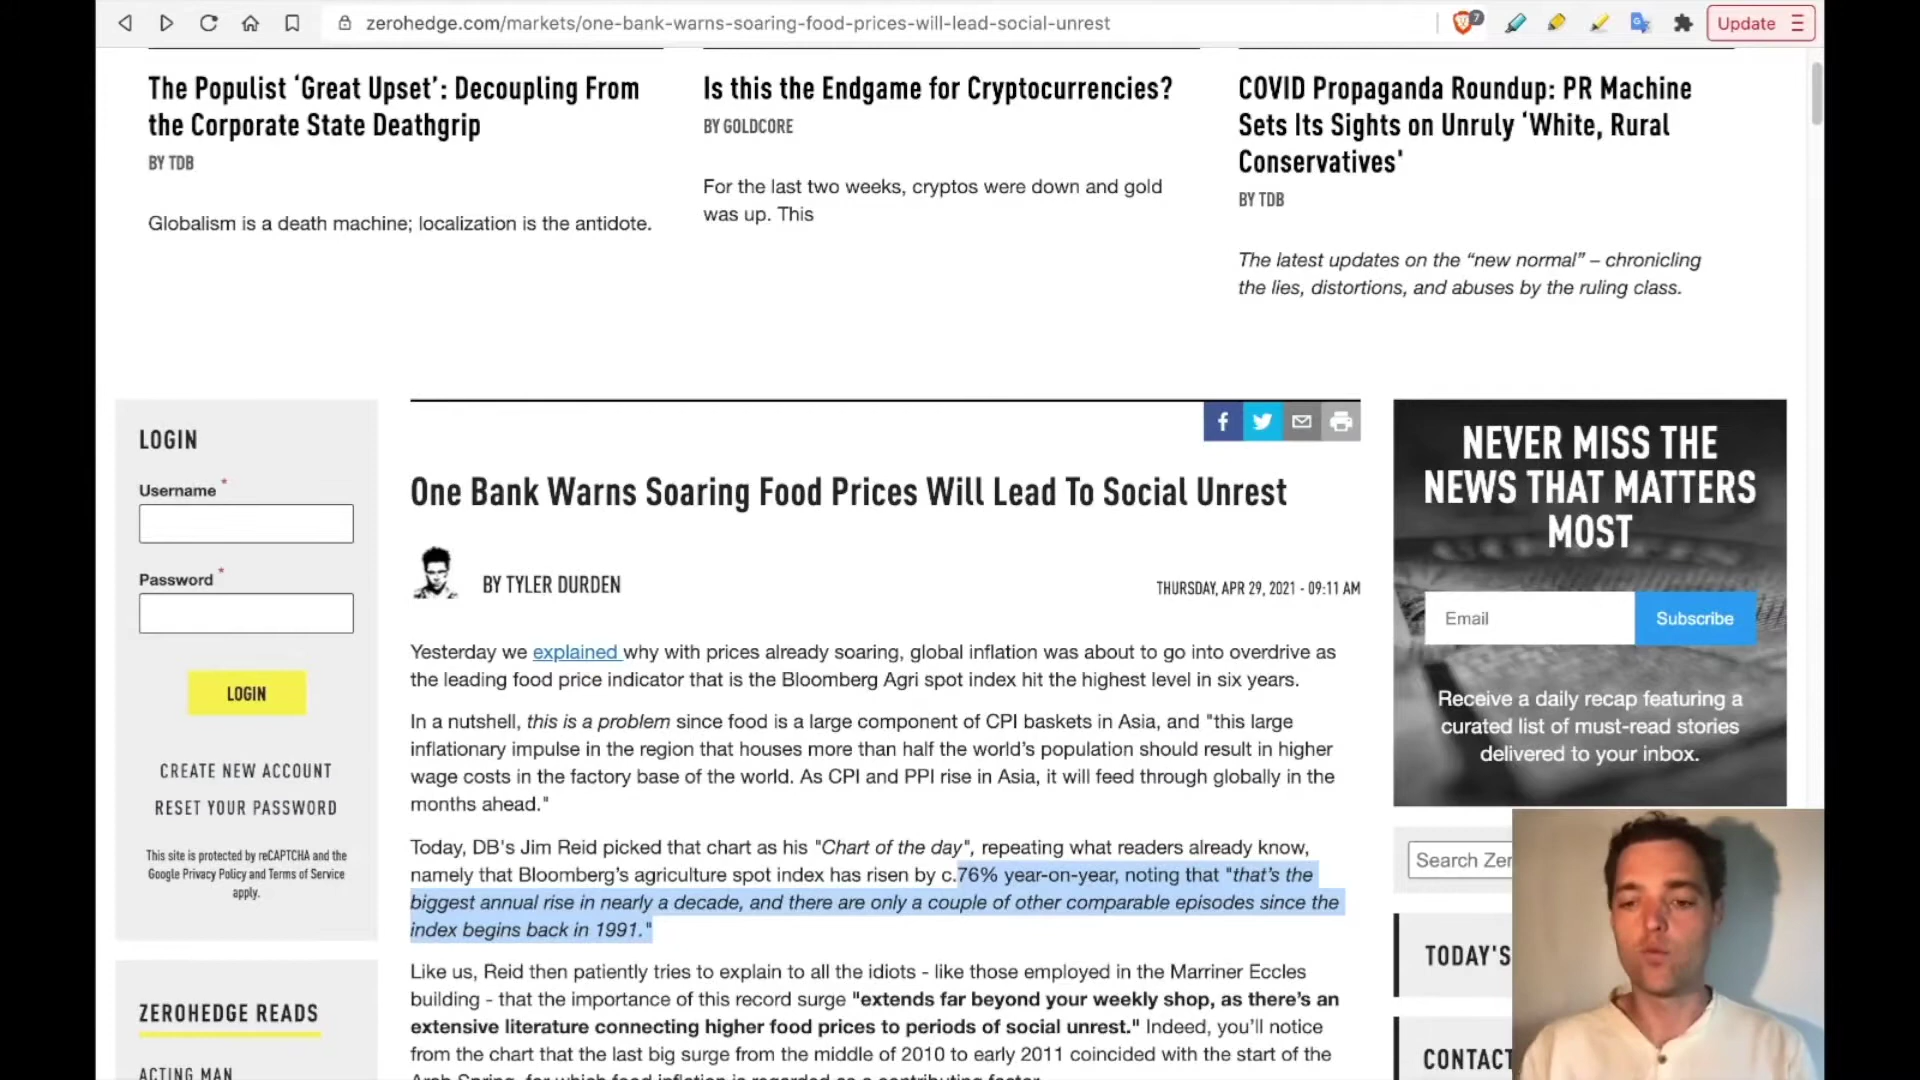 zerohedge.com/markets/one-bank-warns-soaring-food-prices-will-lead-social-unrest
7
Update
The Populist ‘Great Upset’: Decoupling From
the Corporate State Deathgrip
BY TDB
Globalism is a death machine; localization is the antidote.
Is this the Endgame for Cryptocurrencies?
BY GOLDCORE
For the last two weeks, cryptos were down and gold
was up. This
COVID Propaganda Roundup: PR Machine
Sets Its Sights on Unruly ‘White, Rural
Conservatives'
BY TDB
The latest updates on the “new normal” – chronicling
the lies, distortions, and abuses by the ruling class.
LOGIN
Username *
Password *
LOGIN
CREATE NEW ACCOUNT
RESET YOUR PASSWORD
This site is protected by reCAPTCHA and the
Google Privacy Policy and Terms of Service
apply.
ZEROHEDGE READS
ACTING MAN
One Bank Warns Soaring Food Prices Will Lead To Social Unrest
BY TYLER DURDEN
THURSDAY, APR 29, 2021 - 09:11 AM
Yesterday we explained why with prices already soaring, global inflation was about to go into overdrive as
the leading food price indicator that is the Bloomberg Agri spot index hit the highest level in six years.
In a nutshell, this is a problem since food is a large component of CPI baskets in Asia, and "this large
inflationary impulse in the region that houses more than half the world’s population should result in higher
wage costs in the factory base of the world. As CPI and PPI rise in Asia, it will feed through globally in the
months ahead."
Today, DB's Jim Reid picked that chart as his "Chart of the day", repeating what readers already know,
namely that Bloomberg’s agriculture spot index has risen by c.76% year-on-year, noting that "that’s the
biggest annual rise in nearly a decade, and there are only a couple of other comparable episodes since the
index begins back in 1991."
Like us, Reid then patiently tries to explain to all the idiots - like those employed in the Marriner Eccles
building - that the importance of this record surge "extends far beyond your weekly shop, as there’s an
extensive literature connecting higher food prices to periods of social unrest." Indeed, you’ll notice
from the chart that the last big surge from the middle of 2010 to early 2011 coincided with the start of the
Arab Spring, for which food inflation is regarded as a contributing factor.
NEVER MISS THE
NEWS THAT MATTERS
MOST
Email
Subscribe
Receive a daily recap featuring a
curated list of must-read stories
delivered to your inbox.
Search Zer
TODAY'S
CONTACT